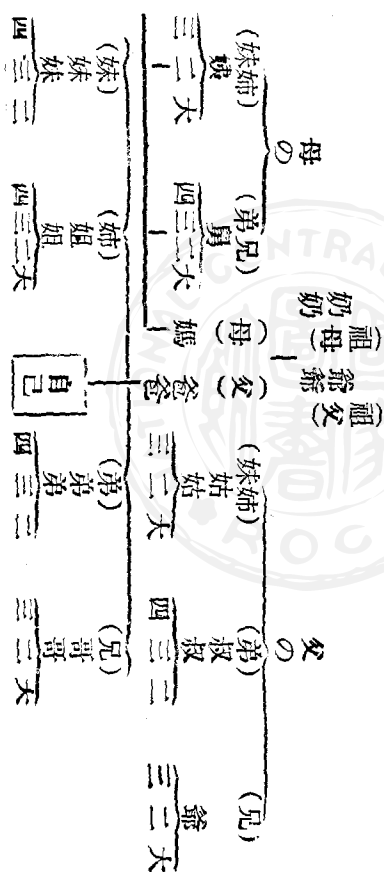 母の
(妹姉)
姨
三二大
(弟兄)
舅
四三二大
(祖母)
奶奶
(祖父)
爺爺
(母)
媽
(父)
爸爸
父の
(妹姉)
姑
三二大
(弟)
叔叔
四三二
(兄)
爺
三二大
(妹)
妹妹
四三二
(姉)
姐姐
四三二大
自己
(弟)
弟弟
四三二
(兄)
哥哥
三二大
CENTRA
ROC